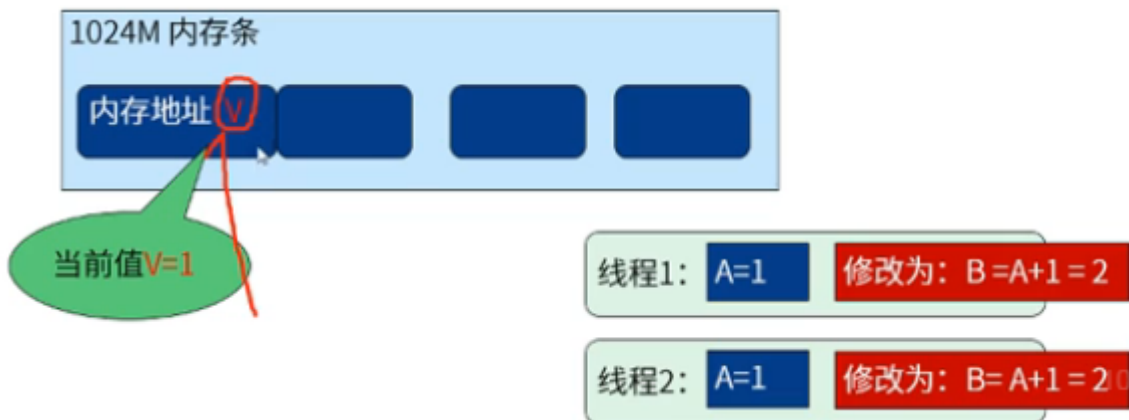 1024M 内存条
内存地址 V
当前值V=1
线程1： A=1 修改为：B =A+1 = 2
线程2： A=1 修改为：B= A+1 = 2